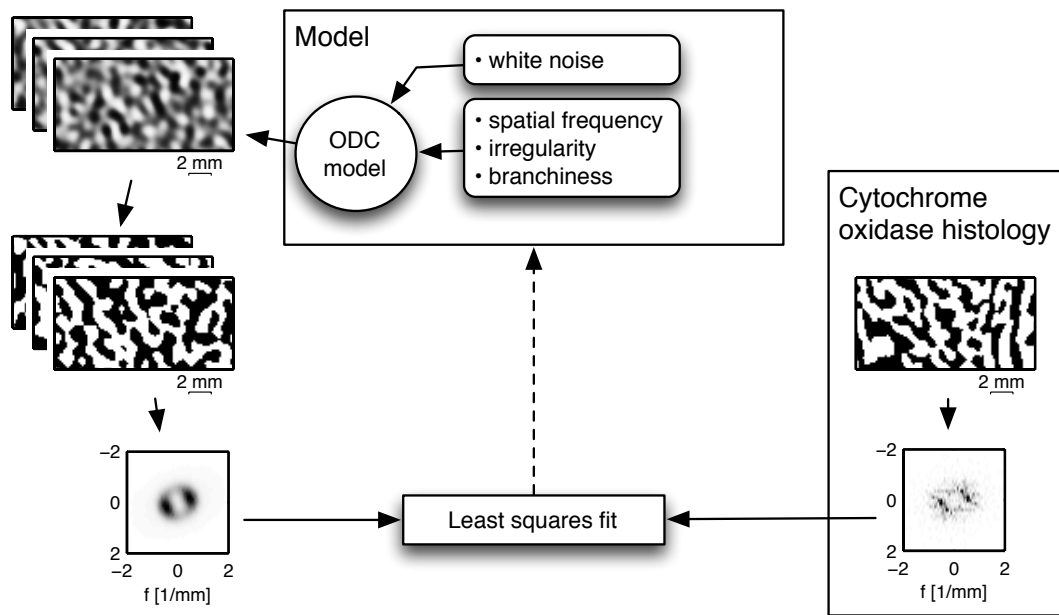 Model
• white noise
• spatial frequency
• irregularity
• branchiness
ODC
model
2 mm
2 mm
Cytochrome
oxidase histology
2 mm
−2
0
2
−2 0 2
f [1/mm]
Least squares fit
−2
0
2
−2 0 2
f [1/mm]